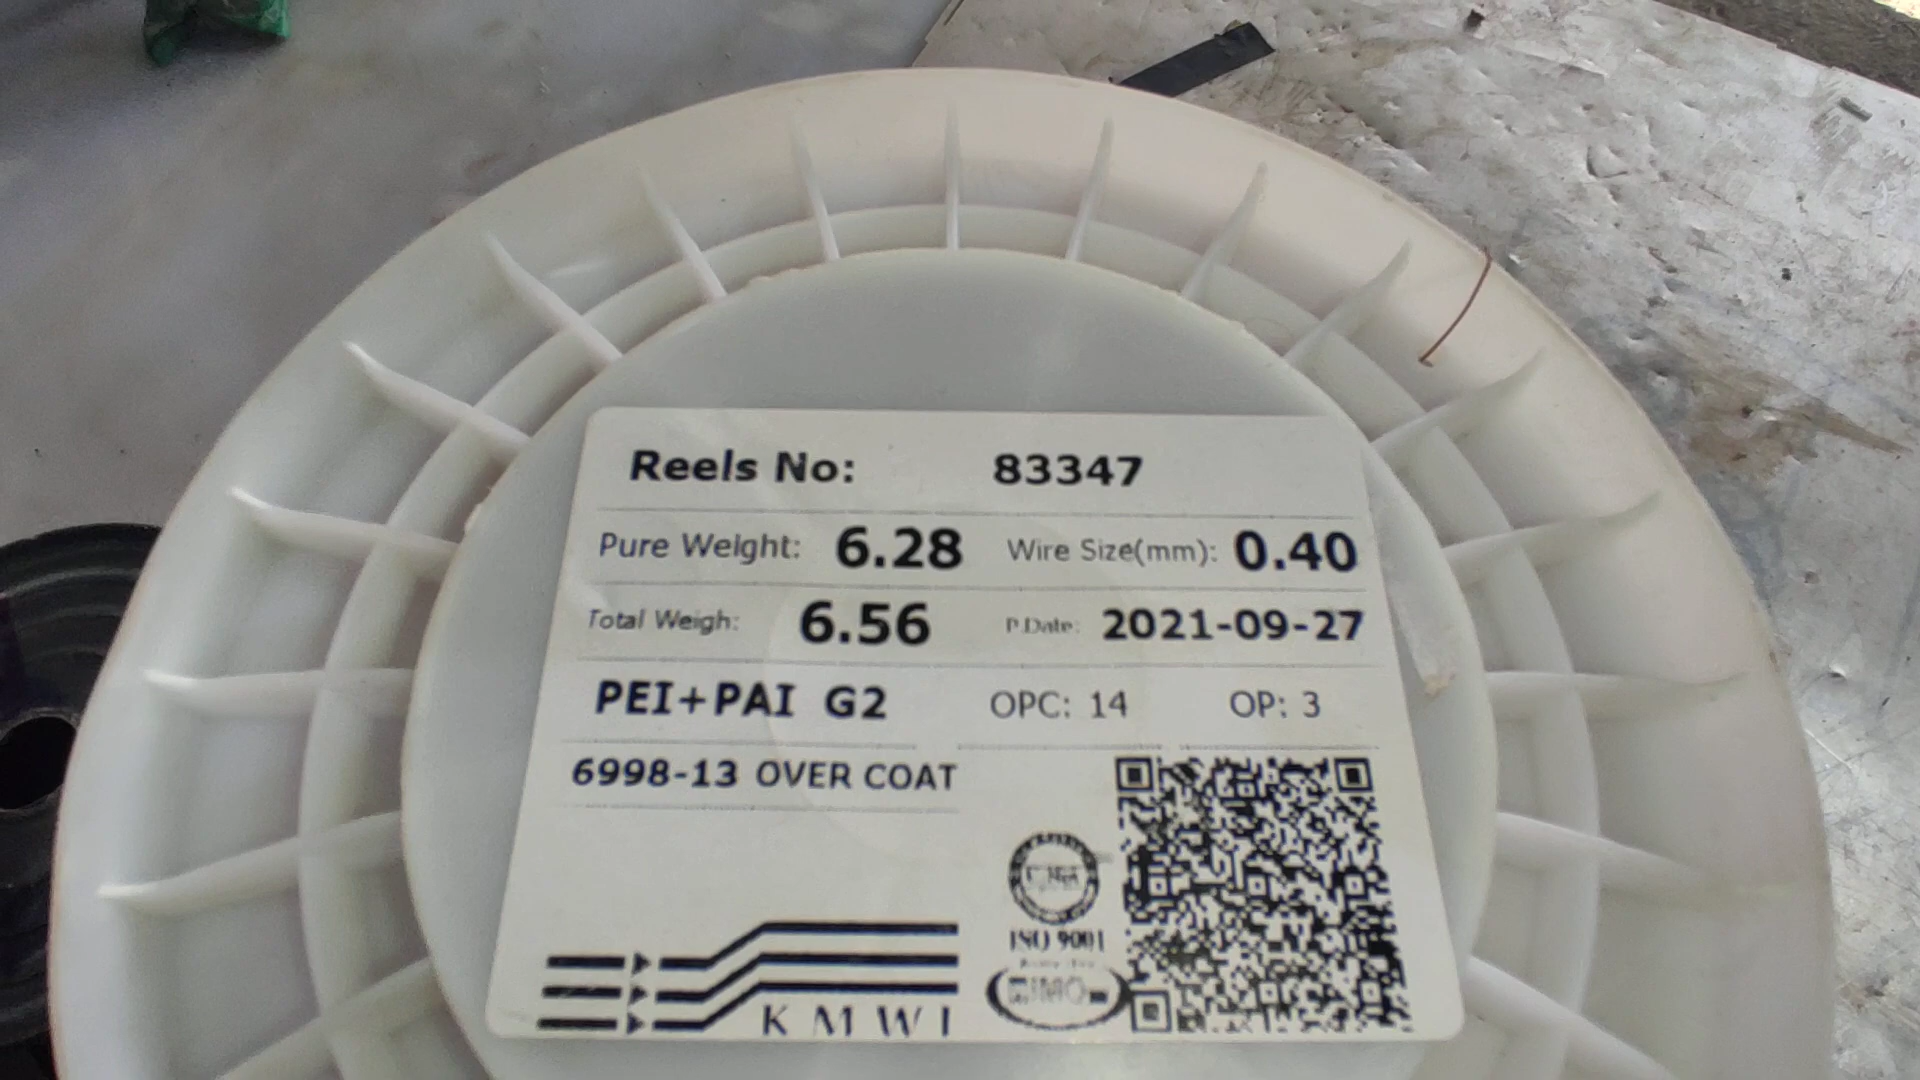 Reels No: 83347
Pure Weight: 6.28 Wire Size(mm): 0.40
Total Weigh: 6.56 P.Date: 2021-09-27
PEI+PAI G2 OPC: 14 OP: 3
6998-13 OVER COAT
ISO 9001
K M W I